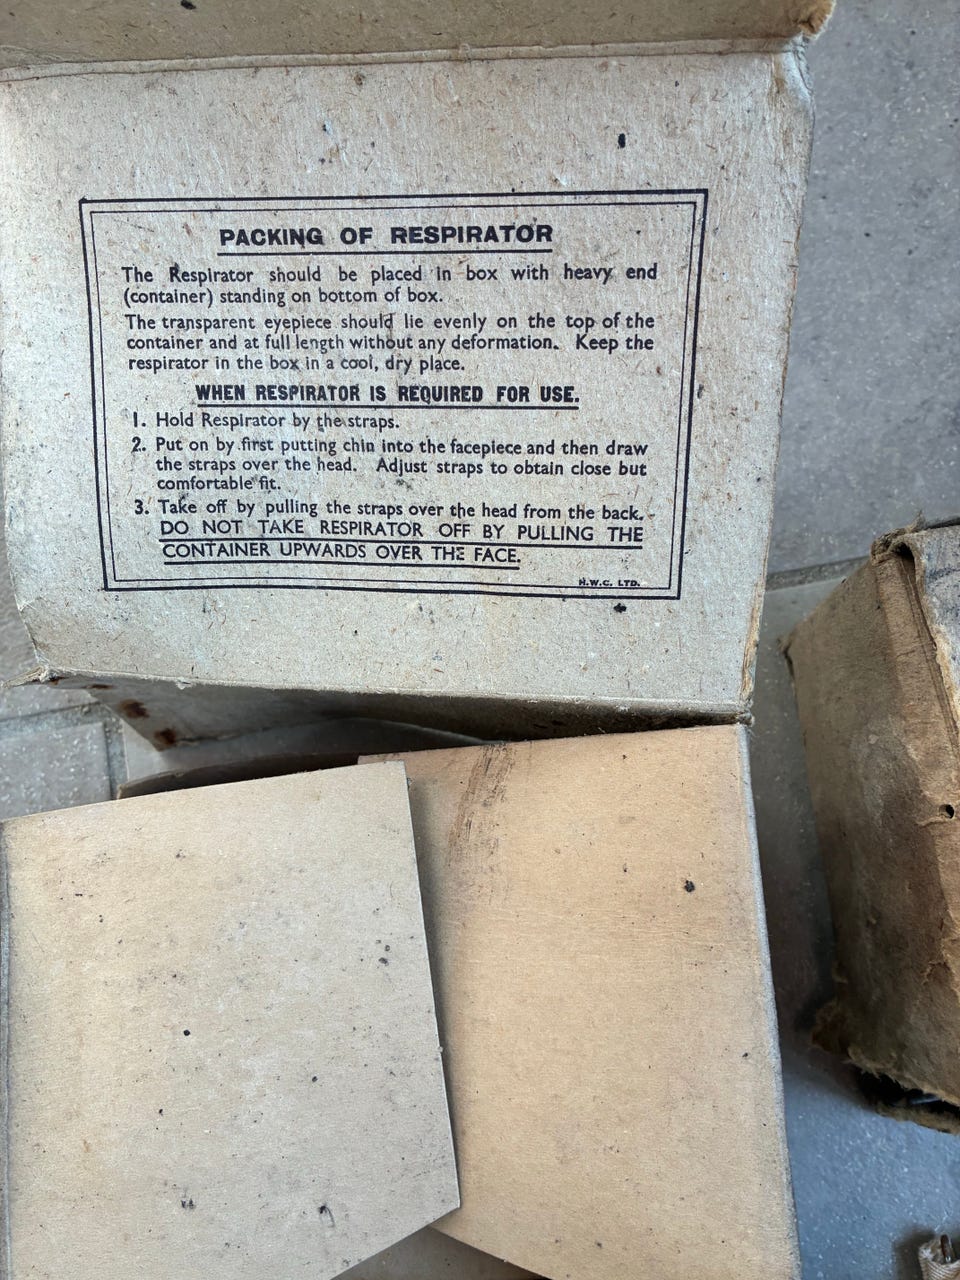 PACKING OF RESPIRATOR
The Respirator should be placed in box with heavy end
(container) standing on bottom of box.
The transparent eyepiece should lie evenly on the top of the
container and at full length without any deformation. Keep the
respirator in the box in a cool, dry place.
WHEN RESPIRATOR IS REQUIRED FOR USE.
1. Hold Respirator by the straps.
2. Put on by first putting chin into the facepiece and then draw
the straps over the head. Adjust straps to obtain close but
comfortable fit.
3. Take off by pulling the straps over the head from the back.
DO NOT TAKE RESPIRATOR OFF BY PULLING THE
CONTAINER UPWARDS OVER THE FACE.
H.W.C. LTD.